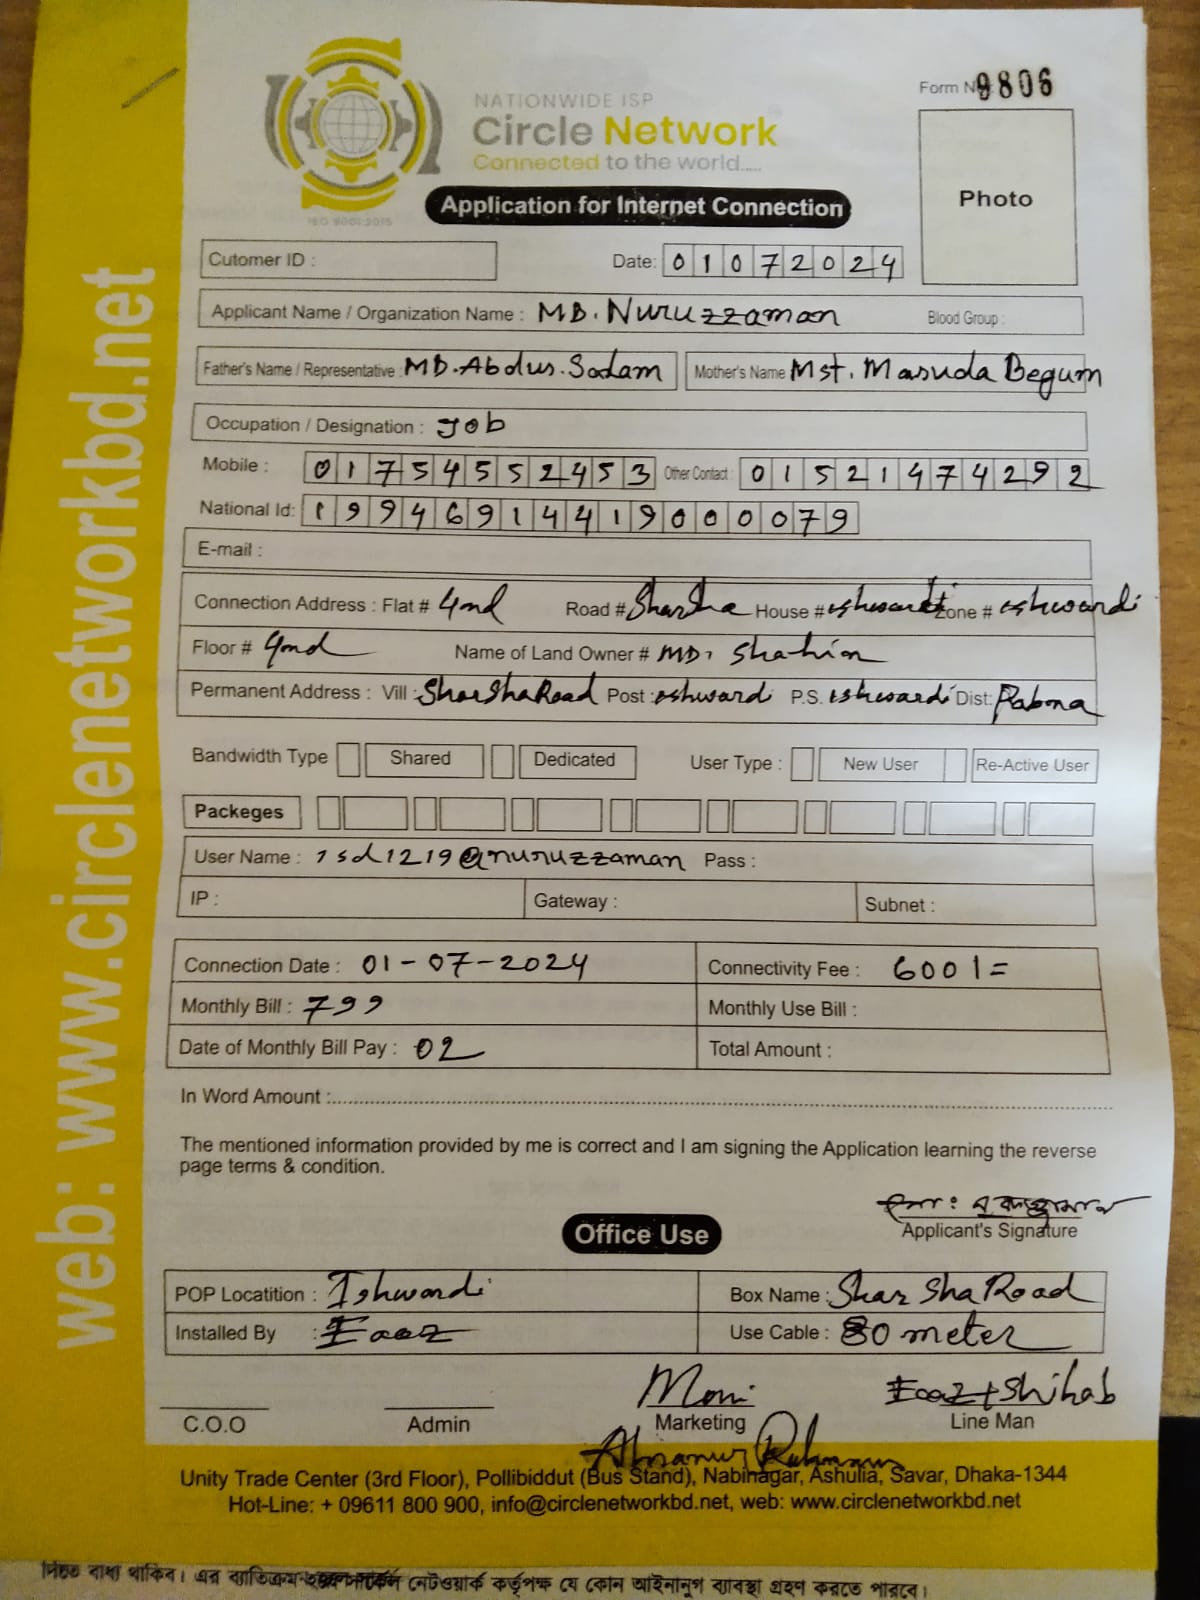 web: www.circlenetworkbd.net
NATIONWIDE ISP
Circle Network
Connected to the world.....
ISO 9001:2015
Form N 9806
Photo
Application for Internet Connection
Cutomer ID :
Date: 01072024
Applicant Name / Organization Name : MD. Nuruzzaman Blood Group :
Father's Name / Representative : MD. Abdus. Salam Mother's Name Mst. Masuda Begum
Occupation / Designation : Job
Mobile : 01754552453 Other Contact : 01521474292
National Id: 19946914419000079
E-mail :
Connection Address : Flat # 4nd Road # Sharsha House # ishwardi Zone # ishwardi
Floor # 4nd Name of Land Owner # MD. Shahin
Permanent Address : Vill : Sharsha Road Post : ishwardi P.S. ishwardi Dist: Pabna
Bandwidth Type Shared Dedicated User Type : New User Re-Active User
Packeges
User Name : isd1219@nuruzzaman Pass :
IP : Gateway : Subnet :
Connection Date : 01-07-2024 Connectivity Fee : 600/=
Monthly Bill : 799 Monthly Use Bill :
Date of Monthly Bill Pay : 02 Total Amount :
In Word Amount :
The mentioned information provided by me is correct and I am signing the Application learning the reverse
page terms & condition.
মো: নুরুজ্জামান
Applicant's Signature
Office Use
POP Locatition : Ishwardi Box Name : Shar Sha Road
Installed By : Use Cable : 80 meter
Moni + Shihab
C.O.O Admin Marketing Line Man
Rahman
Unity Trade Center (3rd Floor), Pollibiddut (Bus Stand), Nabinagar, Ashulia, Savar, Dhaka-1344
Hot-Line: + 09611 800 900, info@circlenetworkbd.net, web: www.circlenetworkbd.net
বাধ্য থাকিব। এর ব্যতিক্রম নেটওয়ার্ক কর্তৃপক্ষ যে কোন আইনানুগ ব্যবস্থা গ্রহণ করতে পারবে।